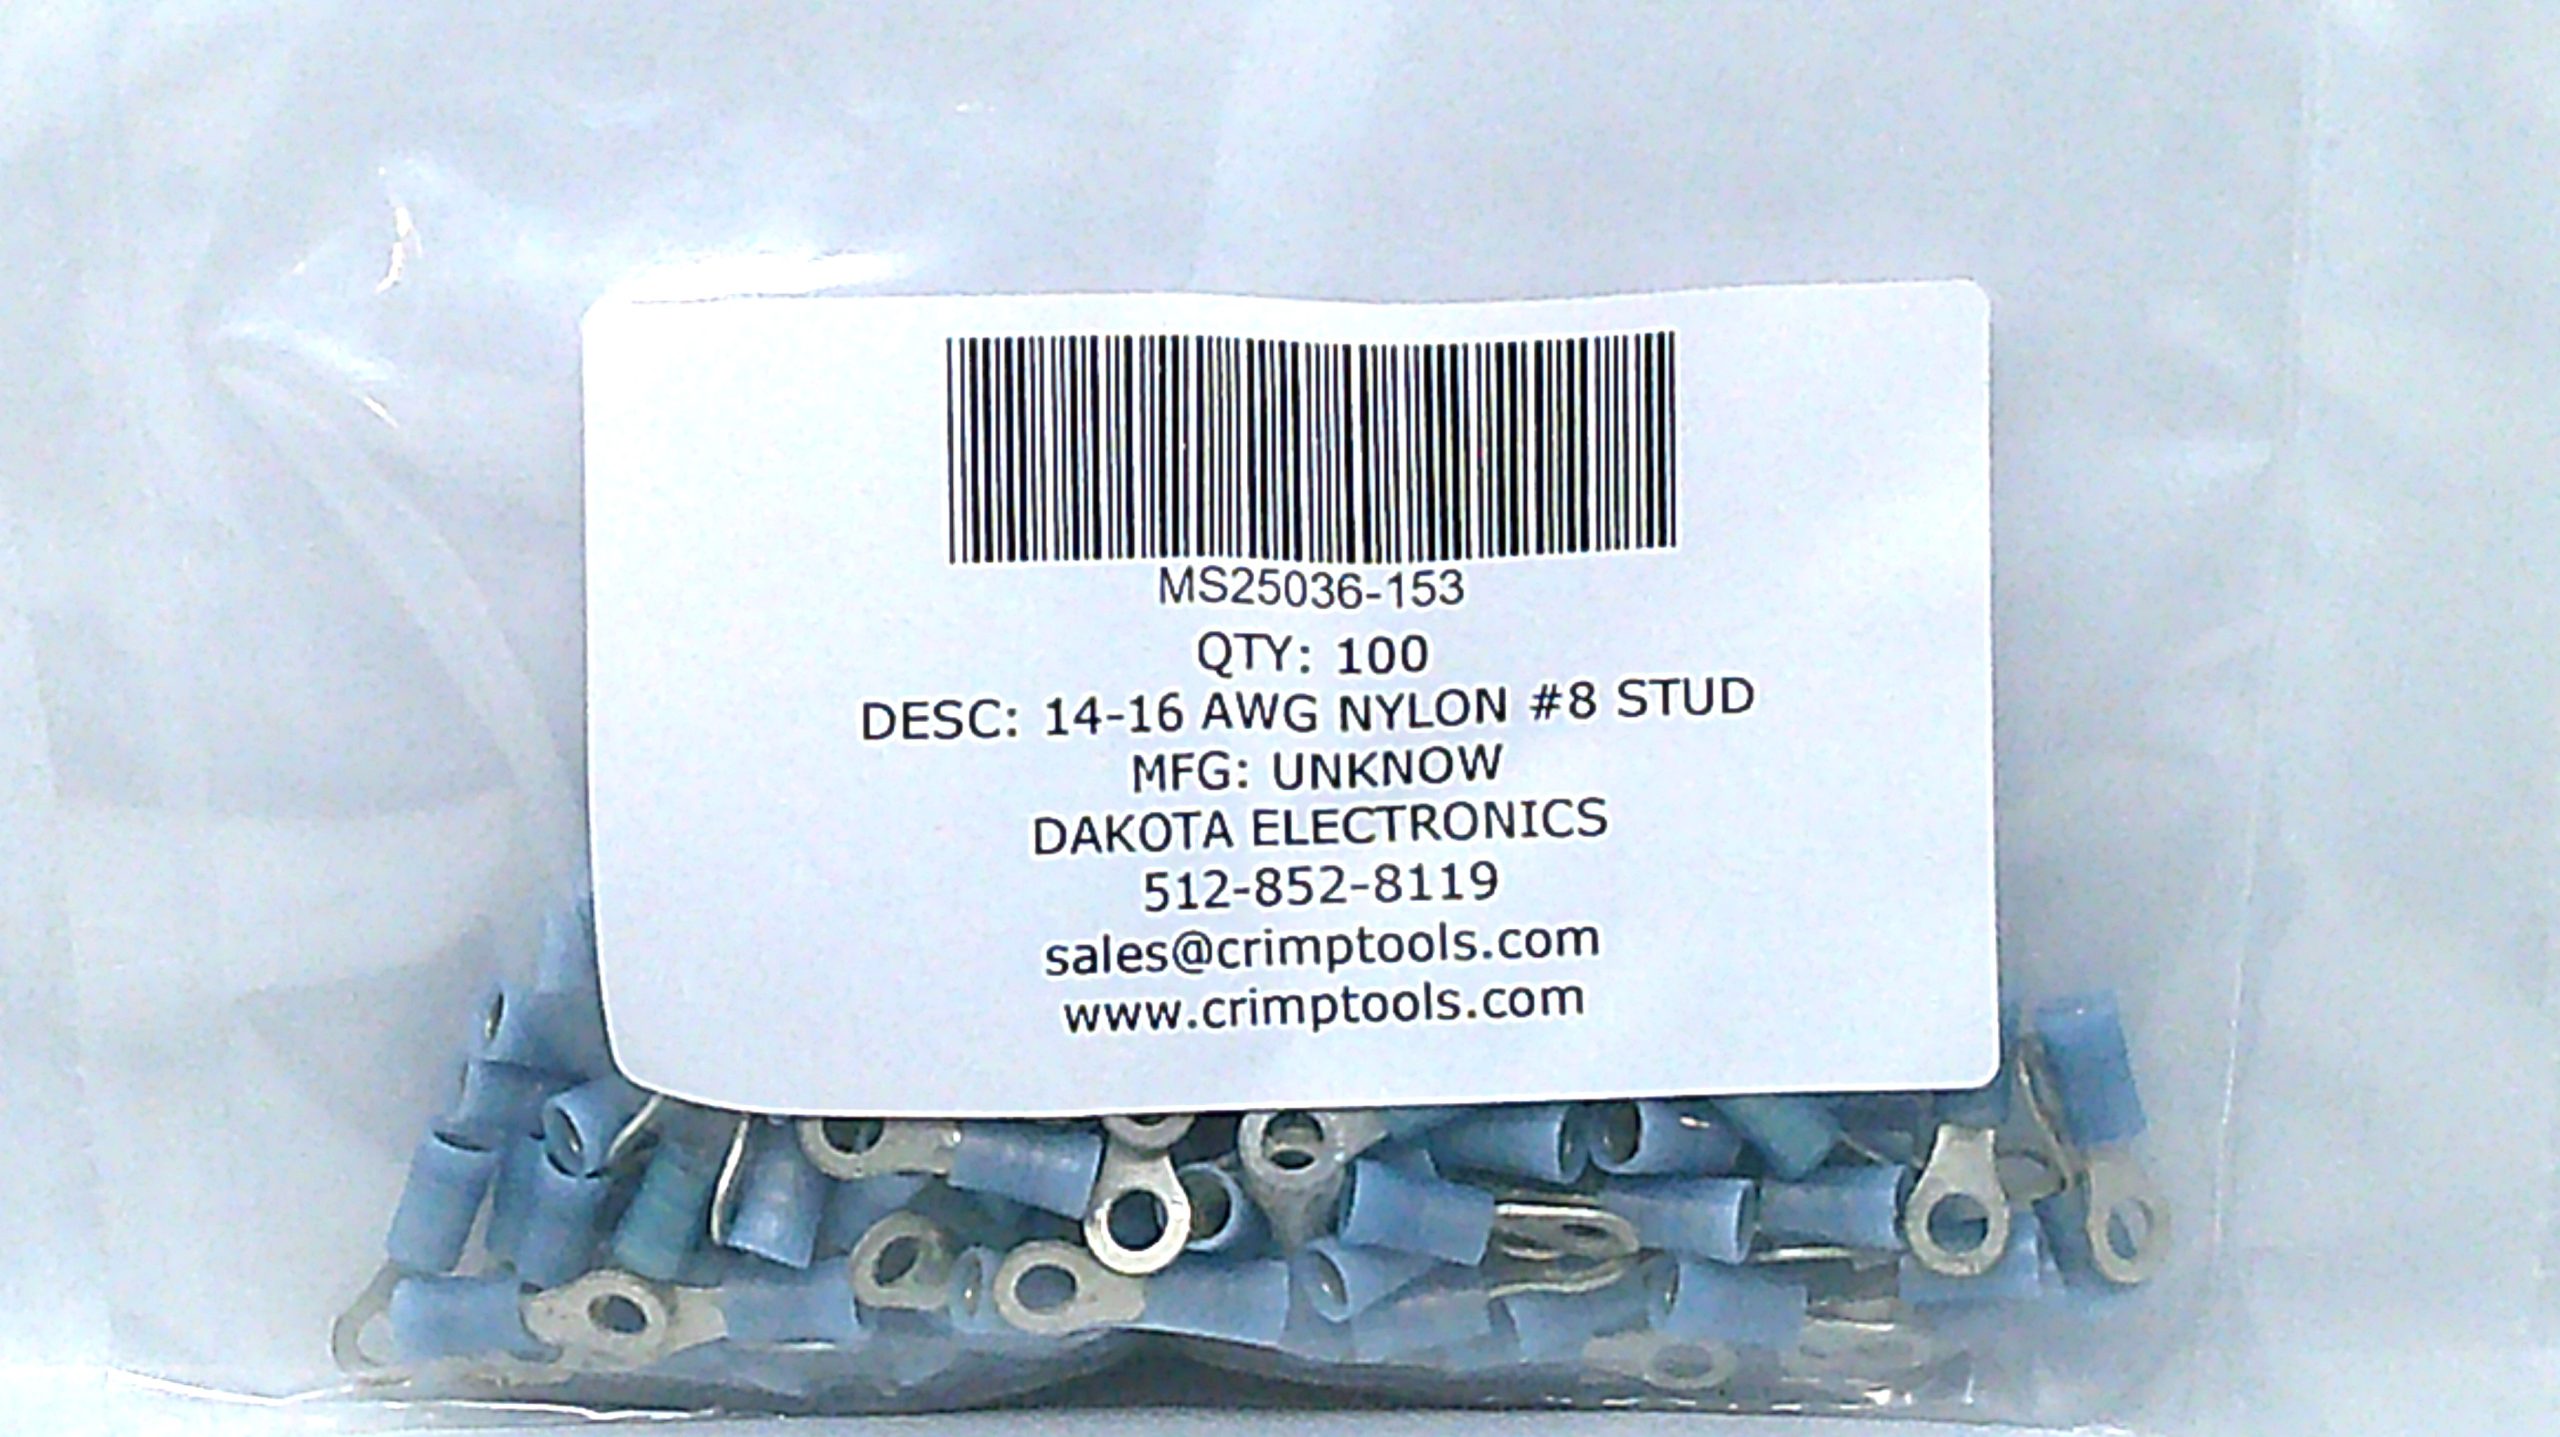 MS25036-153
QTY: 100
DESC: 14-16 AWG NYLON #8 STUD
MFG: UNKNOW
DAKOTA ELECTRONICS
512-852-8119
sales@crimptools.com
www.crimptools.com